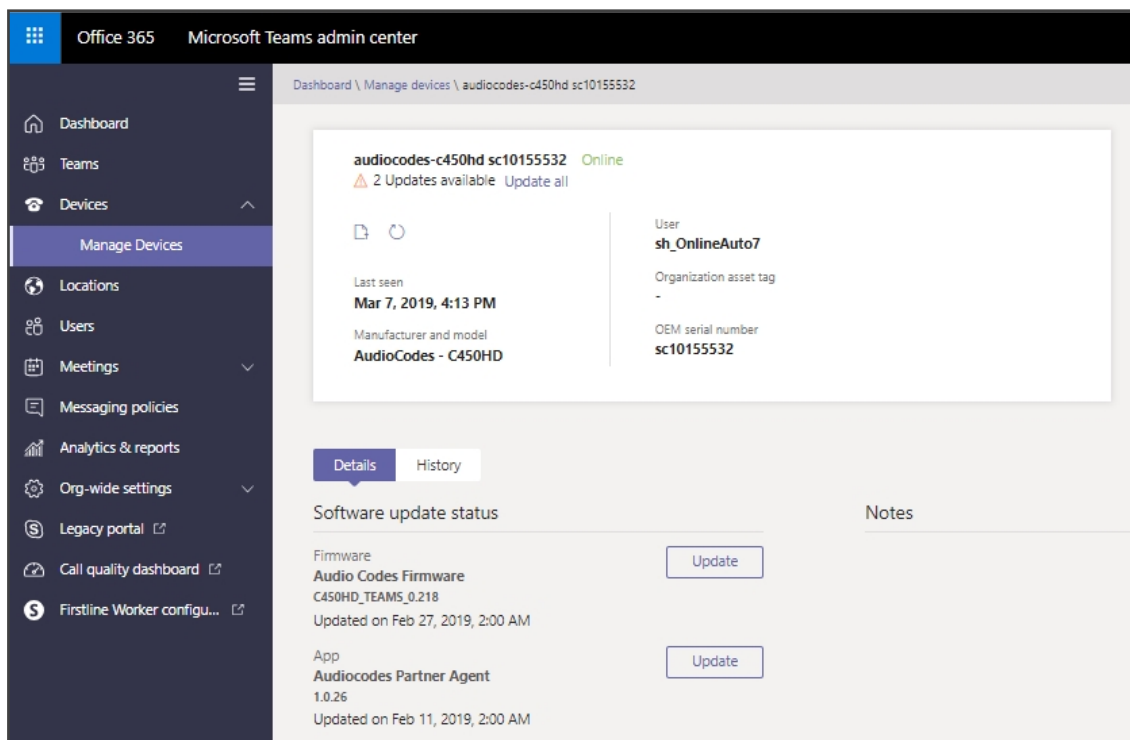 Office 365 Microsoft Teams admin center
Dashboard \ Manage devices \ audiocodes-c450hd sc10155532
Dashboard
Teams
Devices
Manage Devices
Locations
Users
Meetings
Messaging policies
Analytics & reports
Org-wide settings
Legacy portal
Call quality dashboard
Firstline Worker configu...
audiocodes-c450hd sc10155532 Online
2 Updates available Update all
Last seen
Mar 7, 2019, 4:13 PM
Manufacturer and model
AudioCodes - C450HD
User
sh_OnlineAuto7
Organization asset tag
-
OEM serial number
sc10155532
Details History
Software update status
Firmware
Audio Codes Firmware
C450HD_TEAMS_0.218
Updated on Feb 27, 2019, 2:00 AM
Update
App
Audiocodes Partner Agent
1.0.26
Updated on Feb 11, 2019, 2:00 AM
Update
Notes